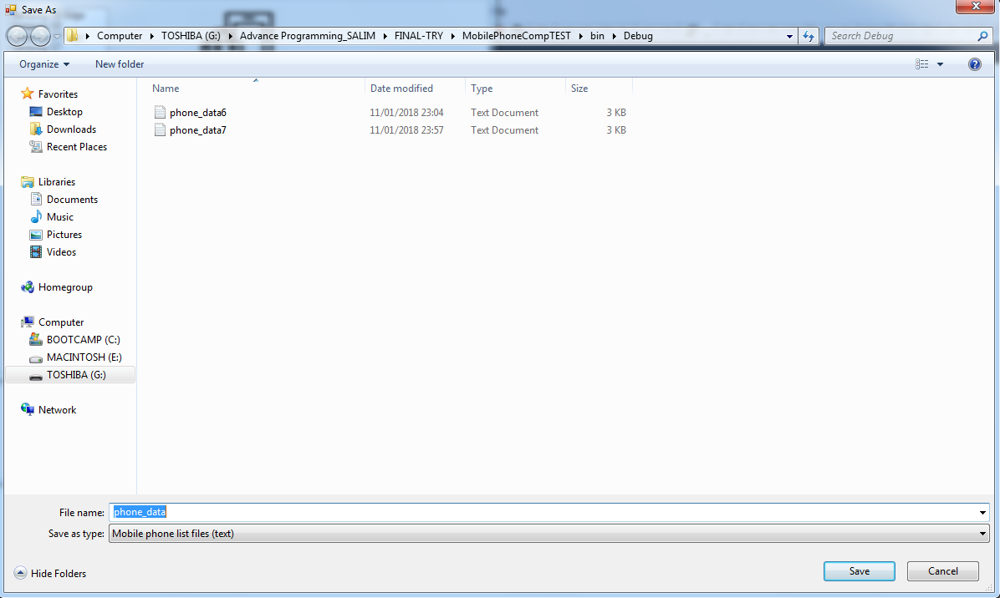 Save As
Computer TOSHIBA (G:) Advance Programming_SALIM FINAL-TRY MobilePhoneCompTEST bin Debug
Search Debug
Organize New folder
Name Date modified Type Size
phone_data6 11/01/2018 23:04 Text Document 3 KB
phone_data7 11/01/2018 23:57 Text Document 3 KB
Favorites
Desktop
Downloads
Recent Places
Libraries
Documents
Music
Pictures
Videos
Homegroup
Computer
BOOTCAMP (C:)
MACINTOSH (E:)
TOSHIBA (G:)
Network
File name: phone_data
Save as type: Mobile phone list files (text)
Hide Folders
Save Cancel